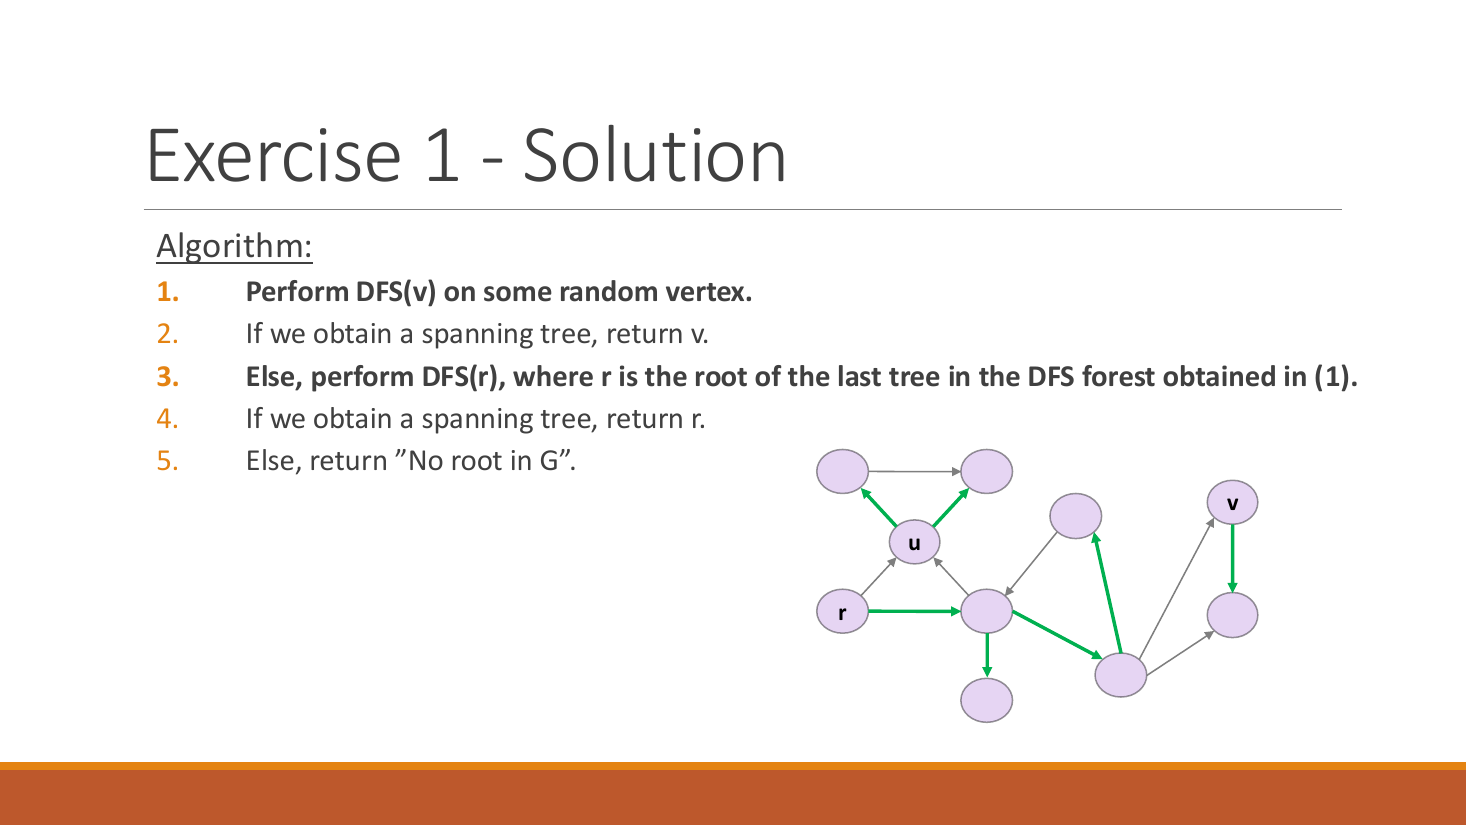 Exercise 1 - Solution
Algorithm:
1. Perform DFS(v) on some random vertex.
2. If we obtain a spanning tree, return v.
3. Else, perform DFS(r), where r is the root of the last tree in the DFS forest obtained in (1).
4. If we obtain a spanning tree, return r.
5. Else, return ”No root in G”.
v
u
r